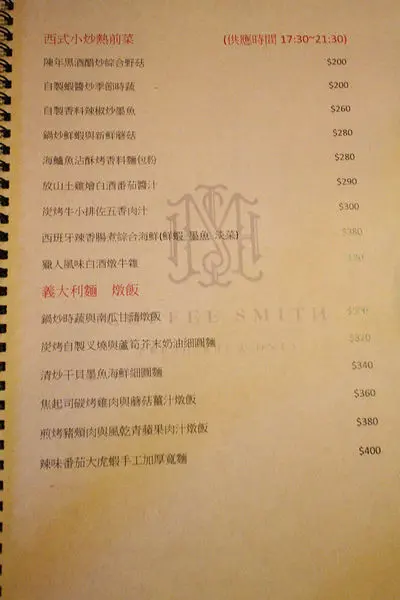 西式小炒熱前菜 (供應時間 17:30~21:30)
陳年黑酒醋炒綜合野菇 $200
自製蝦醬炒季節時蔬 $200
自製香料辣椒炒墨魚 $260
鍋炒鮮蝦與新鮮蘑菇 $280
海鱸魚沾酥烤香料麵包粉 $280
放山土雞燴白酒番茄醬汁 $290
炭烤牛小排佐五香肉汁 $300
西班牙辣香腸煮綜合海鮮(鮮蝦 墨魚 淡菜) $380
獵人風味白酒燉牛雜
義大利麵 燉飯
鍋炒時蔬與南瓜甘藷燉飯
FEE SMITH
炭烤自製叉燒與蘆筍芥末奶油細圓麵 $320
清炒干貝墨魚海鮮細圓麵 $340
焦起司碳烤雞肉與蘑菇薑汁燉飯 $360
煎烤豬頰肉與風乾青蘋果肉汁燉飯 $380
辣味番茄大虎蝦手工加厚寬麵 $400